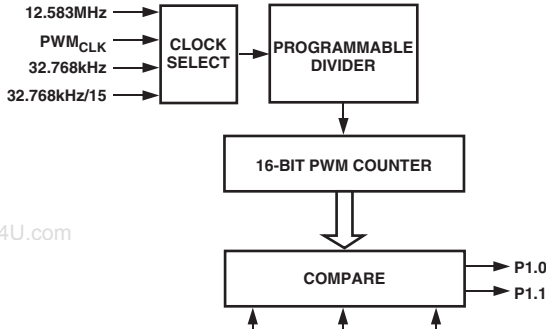 12.583MHz
PWMCLK
32.768kHz
32.768kHz/15
CLOCK
SELECT
PROGRAMMABLE
DIVIDER
16-BIT PWM COUNTER
4U.com
COMPARE
P1.0
P1.1